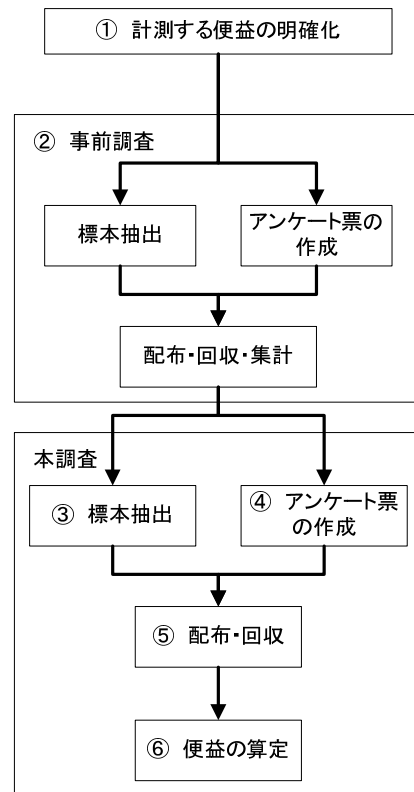 ① 計測する便益の明確化
② 事前調査
標本抽出
アンケート票の
作成
配布・回収・集計
本調査
③ 標本抽出
④ アンケート票
の作成
⑤ 配布・回収
⑥ 便益の算定